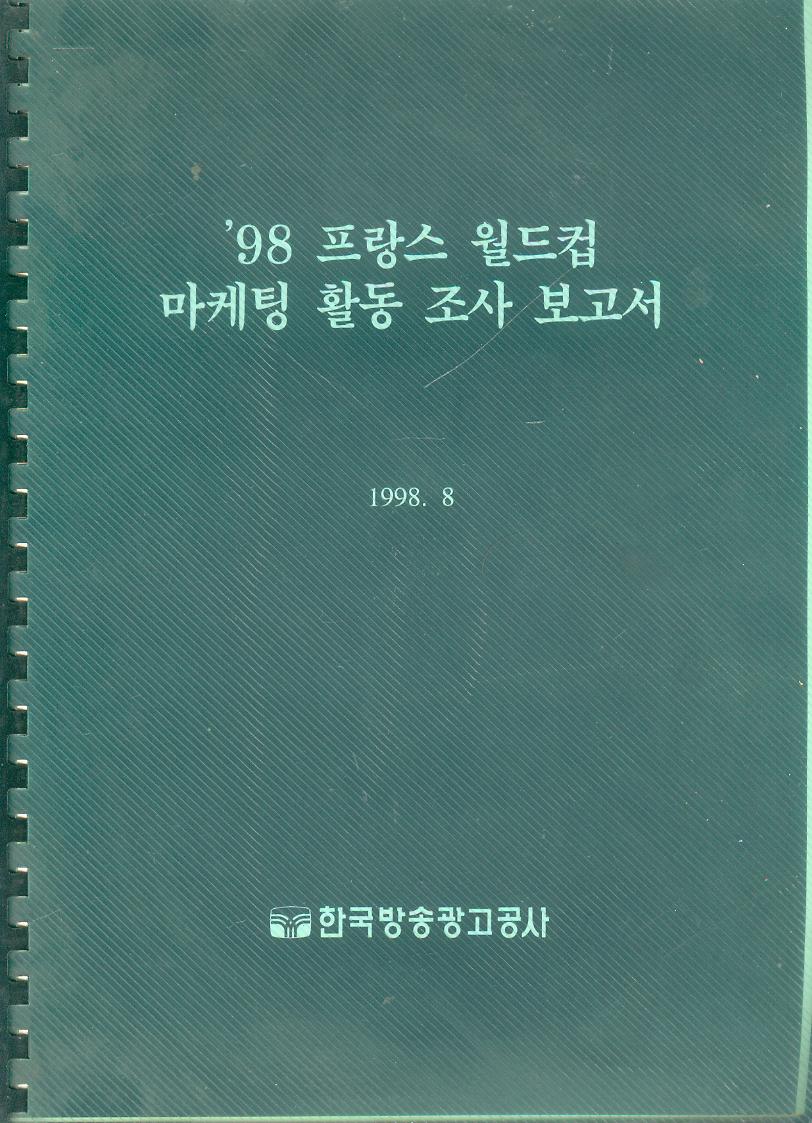 '98 프랑스 월드컵
마케팅 활동 조사 보고서
1998. 8
한국방송광고공사